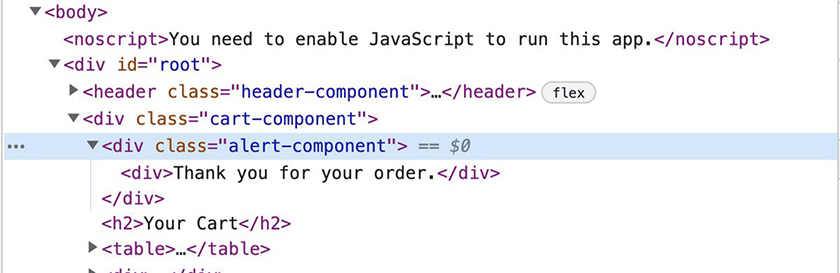 <body>
<noscript>You need to enable JavaScript to run this app.</noscript>
<div id="root">
<header class="header-component">…</header> flex
<div class="cart-component">
… <div class="alert-component"> == $0
<div>Thank you for your order.</div>
</div>
<h2>Your Cart</h2>
<table>…</table>